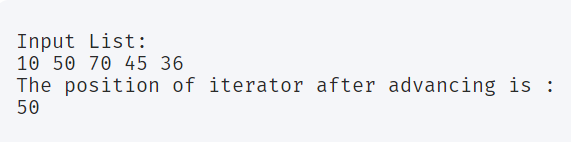 Input List:
10 50 70 45 36
The position of iterator after advancing is :
50